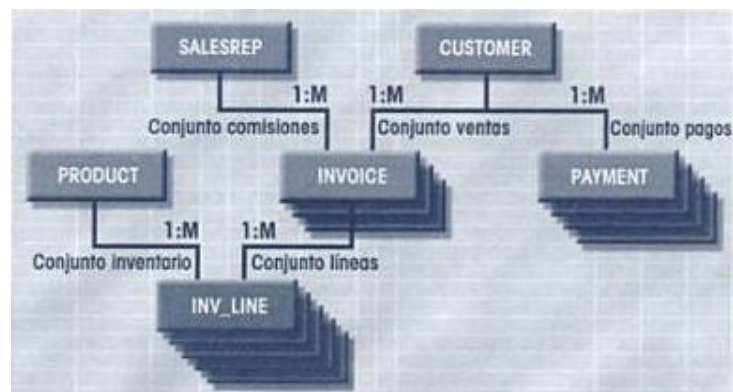 SALESREP
CUSTOMER
1:M
1:M
1:M
Conjunto comisiones
Conjunto ventas
Conjunto pagos
PRODUCT
INVOICE
PAYMENT
1:M
1:M
Conjunto inventario
Conjunto líneas
INV_LINE